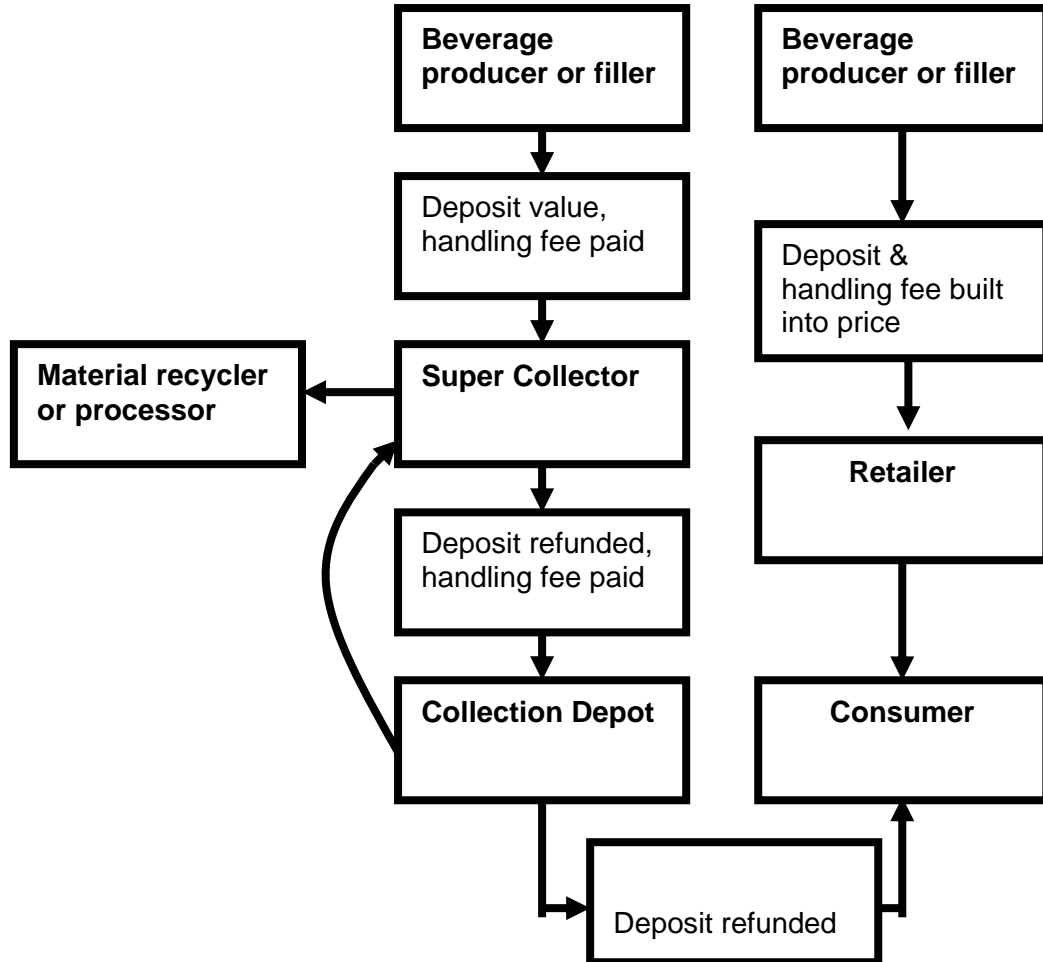 Beverage
producer or filler
Beverage
producer or filler
Deposit value,
handling fee paid
Deposit &
handling fee built
into price
Material recycler
or processor
Super Collector
Retailer
Deposit refunded,
handling fee paid
Collection Depot
Consumer
Deposit refunded